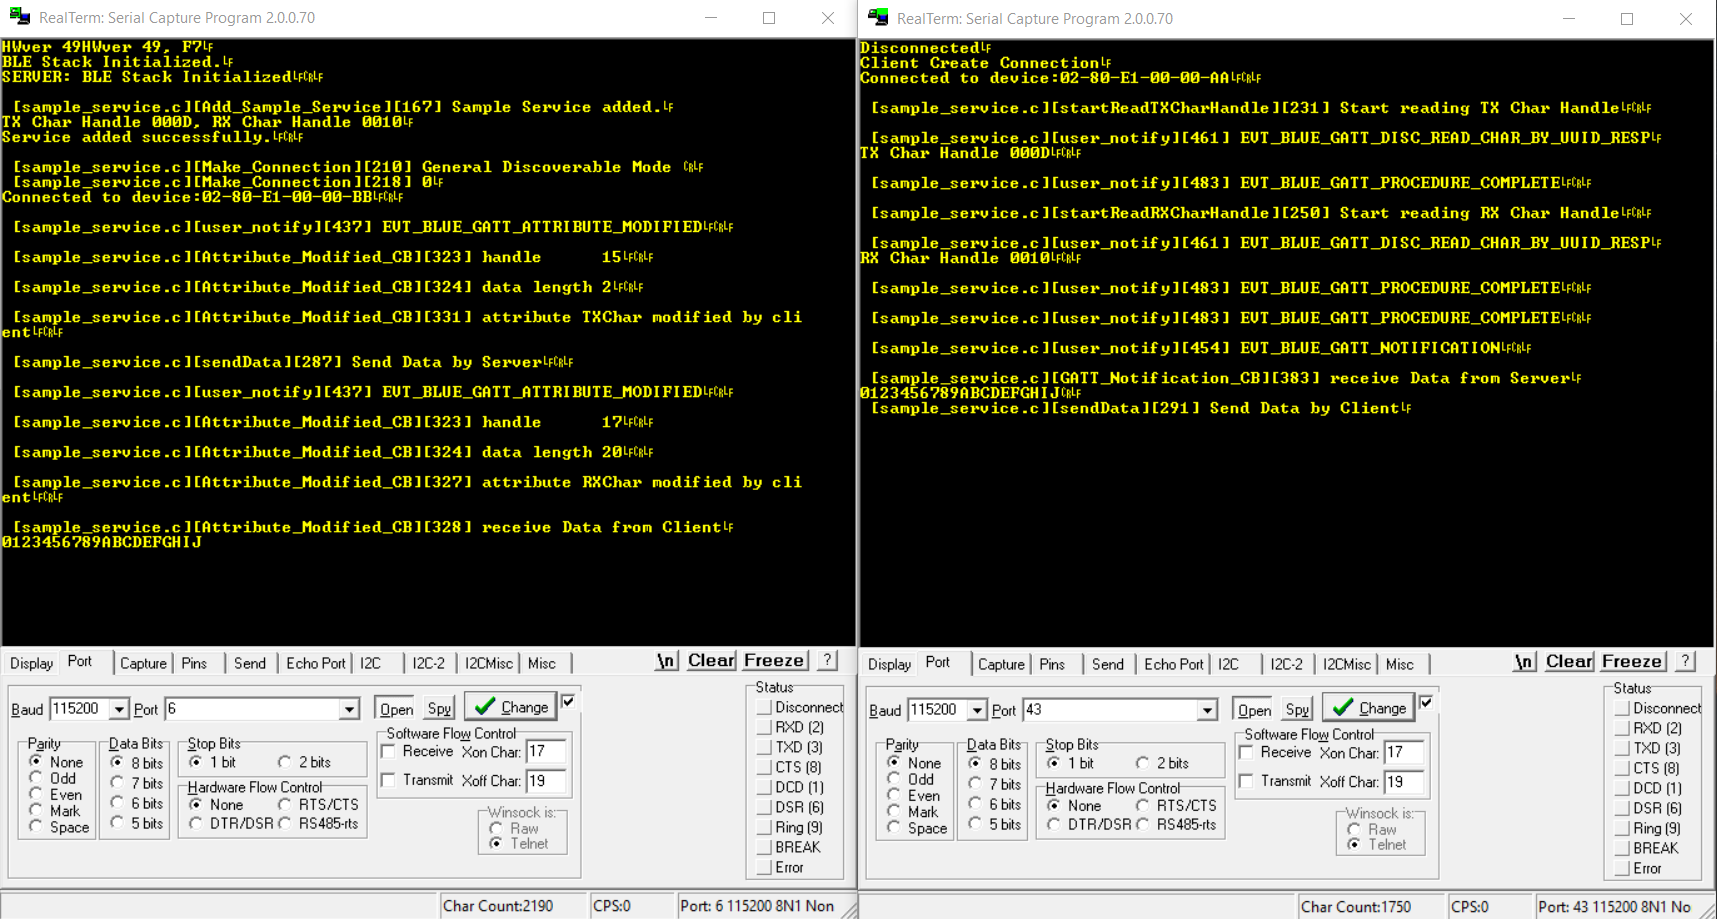 RealTerm: Serial Capture Program 2.0.0.70
HWver 49HWver 49, F7LF
BLE Stack Initialized.LF
SERVER: BLE Stack InitializedLFCRLF
[sample_service.c][Add_Sample_Service][167] Sample Service added.LF
TX Char Handle 000D, RX Char Handle 0010LF
Service added successfully.LFCRLF
[sample_service.c][Make_Connection][210] General Discoverable Mode CRLF
[sample_service.c][Make_Connection][218] 0LF
Connected to device:02-80-E1-00-00-BBLFCRLF
[sample_service.c][user_notify][437] EVT_BLUE_GATT_ATTRIBUTE_MODIFIEDLFCRLF
[sample_service.c][Attribute_Modified_CB][323] handle      15LFCRLF
[sample_service.c][Attribute_Modified_CB][324] data length 2LFCRLF
[sample_service.c][Attribute_Modified_CB][331] attribute TXChar modified by cli
entLFCRLF
[sample_service.c][sendData][287] Send Data by ServerLFCRLF
[sample_service.c][user_notify][437] EVT_BLUE_GATT_ATTRIBUTE_MODIFIEDLFCRLF
[sample_service.c][Attribute_Modified_CB][323] handle      17LFCRLF
[sample_service.c][Attribute_Modified_CB][324] data length 20LFCRLF
[sample_service.c][Attribute_Modified_CB][327] attribute RXChar modified by cli
entLFCRLF
[sample_service.c][Attribute_Modified_CB][328] receive Data from ClientLF
0123456789ABCDEFGHIJ
Display Port Capture Pins Send Echo Port I2C I2C-2 I2CMisc Misc \n Clear Freeze ?
Baud 115200 Port 6 Open Spy Change
Parity
None
Odd
Even
Mark
Space
Data Bits
8 bits
7 bits
6 bits
5 bits
Stop Bits
1 bit 2 bits
Hardware Flow Control
None RTS/CTS
DTR/DSR RS485-rts
Software Flow Control
Receive Xon Char: 17
Transmit Xoff Char: 19
Winsock is:
Raw
Telnet
Status
Disconnect
RXD (2)
TXD (3)
CTS (8)
DCD (1)
DSR (6)
Ring (9)
BREAK
Error
Char Count:2190 CPS:0 Port: 6 115200 8N1 Non
RealTerm: Serial Capture Program 2.0.0.70
DisconnectedLF
Client Create ConnectionLF
Connected to device:02-80-E1-00-00-AALFCRLF
[sample_service.c][startReadTXCharHandle][231] Start reading TX Char HandleLFCRLF
[sample_service.c][user_notify][461] EVT_BLUE_GATT_DISC_READ_CHAR_BY_UUID_RESPLF
TX Char Handle 000DLFCRLF
[sample_service.c][user_notify][483] EVT_BLUE_GATT_PROCEDURE_COMPLETELFCRLF
[sample_service.c][startReadRXCharHandle][250] Start reading RX Char HandleLFCRLF
[sample_service.c][user_notify][461] EVT_BLUE_GATT_DISC_READ_CHAR_BY_UUID_RESPLF
RX Char Handle 0010LFCRLF
[sample_service.c][user_notify][483] EVT_BLUE_GATT_PROCEDURE_COMPLETELFCRLF
[sample_service.c][user_notify][483] EVT_BLUE_GATT_PROCEDURE_COMPLETELFCRLF
[sample_service.c][user_notify][454] EVT_BLUE_GATT_NOTIFICATIONLFCRLF
[sample_service.c][GATT_Notification_CB][383] receive Data from ServerLF
0123456789ABCDEFGHIJCRLF
[sample_service.c][sendData][291] Send Data by ClientLF
Display Port Capture Pins Send Echo Port I2C I2C-2 I2CMisc Misc \n Clear Freeze ?
Baud 115200 Port 43 Open Spy Change
Parity
None
Odd
Even
Mark
Space
Data Bits
8 bits
7 bits
6 bits
5 bits
Stop Bits
1 bit 2 bits
Hardware Flow Control
None RTS/CTS
DTR/DSR RS485-rts
Software Flow Control
Receive Xon Char: 17
Transmit Xoff Char: 19
Winsock is:
Raw
Telnet
Status
Disconnect
RXD (2)
TXD (3)
CTS (8)
DCD (1)
DSR (6)
Ring (9)
BREAK
Error
Char Count:1750 CPS:0 Port: 43 115200 8N1 No